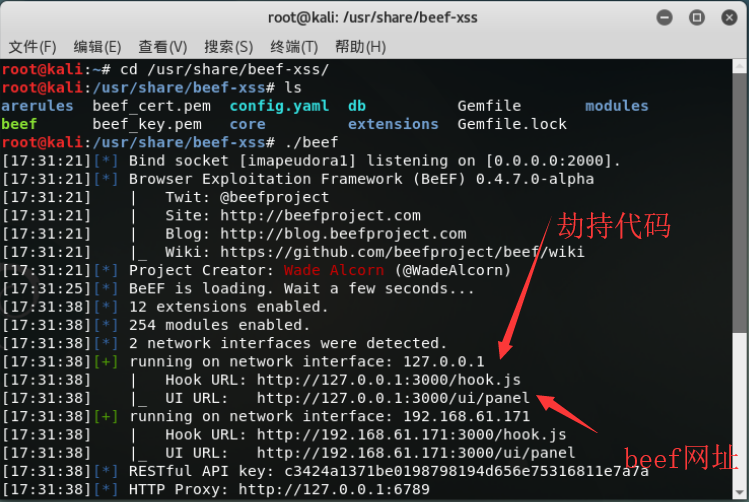 root@kali: /usr/share/beef-xss
文件(F) 编辑(E) 查看(V) 搜索(S) 终端(T) 帮助(H)
root@kali:~# cd /usr/share/beef-xss/
root@kali:/usr/share/beef-xss# ls
arerules beef_cert.pem config.yaml db Gemfile modules
beef beef_key.pem core extensions Gemfile.lock
root@kali:/usr/share/beef-xss# ./beef
[17:31:21][*] Bind socket [imapeudora1] listening on [0.0.0.0:2000].
[17:31:21][*] Browser Exploitation Framework (BeEF) 0.4.7.0-alpha
[17:31:21] | Twit: @beefproject
[17:31:21] | Site: http://beefproject.com
[17:31:21] | Blog: http://blog.beefproject.com
[17:31:21] |_ Wiki: https://github.com/beefproject/beef/wiki
[17:31:21][*] Project Creator: Wade Alcorn (@WadeAlcorn)
[17:31:25][*] BeEF is loading. Wait a few seconds...
[17:31:38][*] 12 extensions enabled.
[17:31:38][*] 254 modules enabled.
[17:31:38][*] 2 network interfaces were detected.
[17:31:38][+] running on network interface: 127.0.0.1
[17:31:38] | Hook URL: http://127.0.0.1:3000/hook.js
[17:31:38] |_ UI URL: http://127.0.0.1:3000/ui/panel
[17:31:38][+] running on network interface: 192.168.61.171
[17:31:38] | Hook URL: http://192.168.61.171:3000/hook.js
[17:31:38] |_ UI URL: http://192.168.61.171:3000/ui/panel
[17:31:38][*] RESTful API key: c3424a1371be0198798194d656e75316811e7a7a
[17:31:38][*] HTTP Proxy: http://127.0.0.1:6789
劫持代码
beef网址